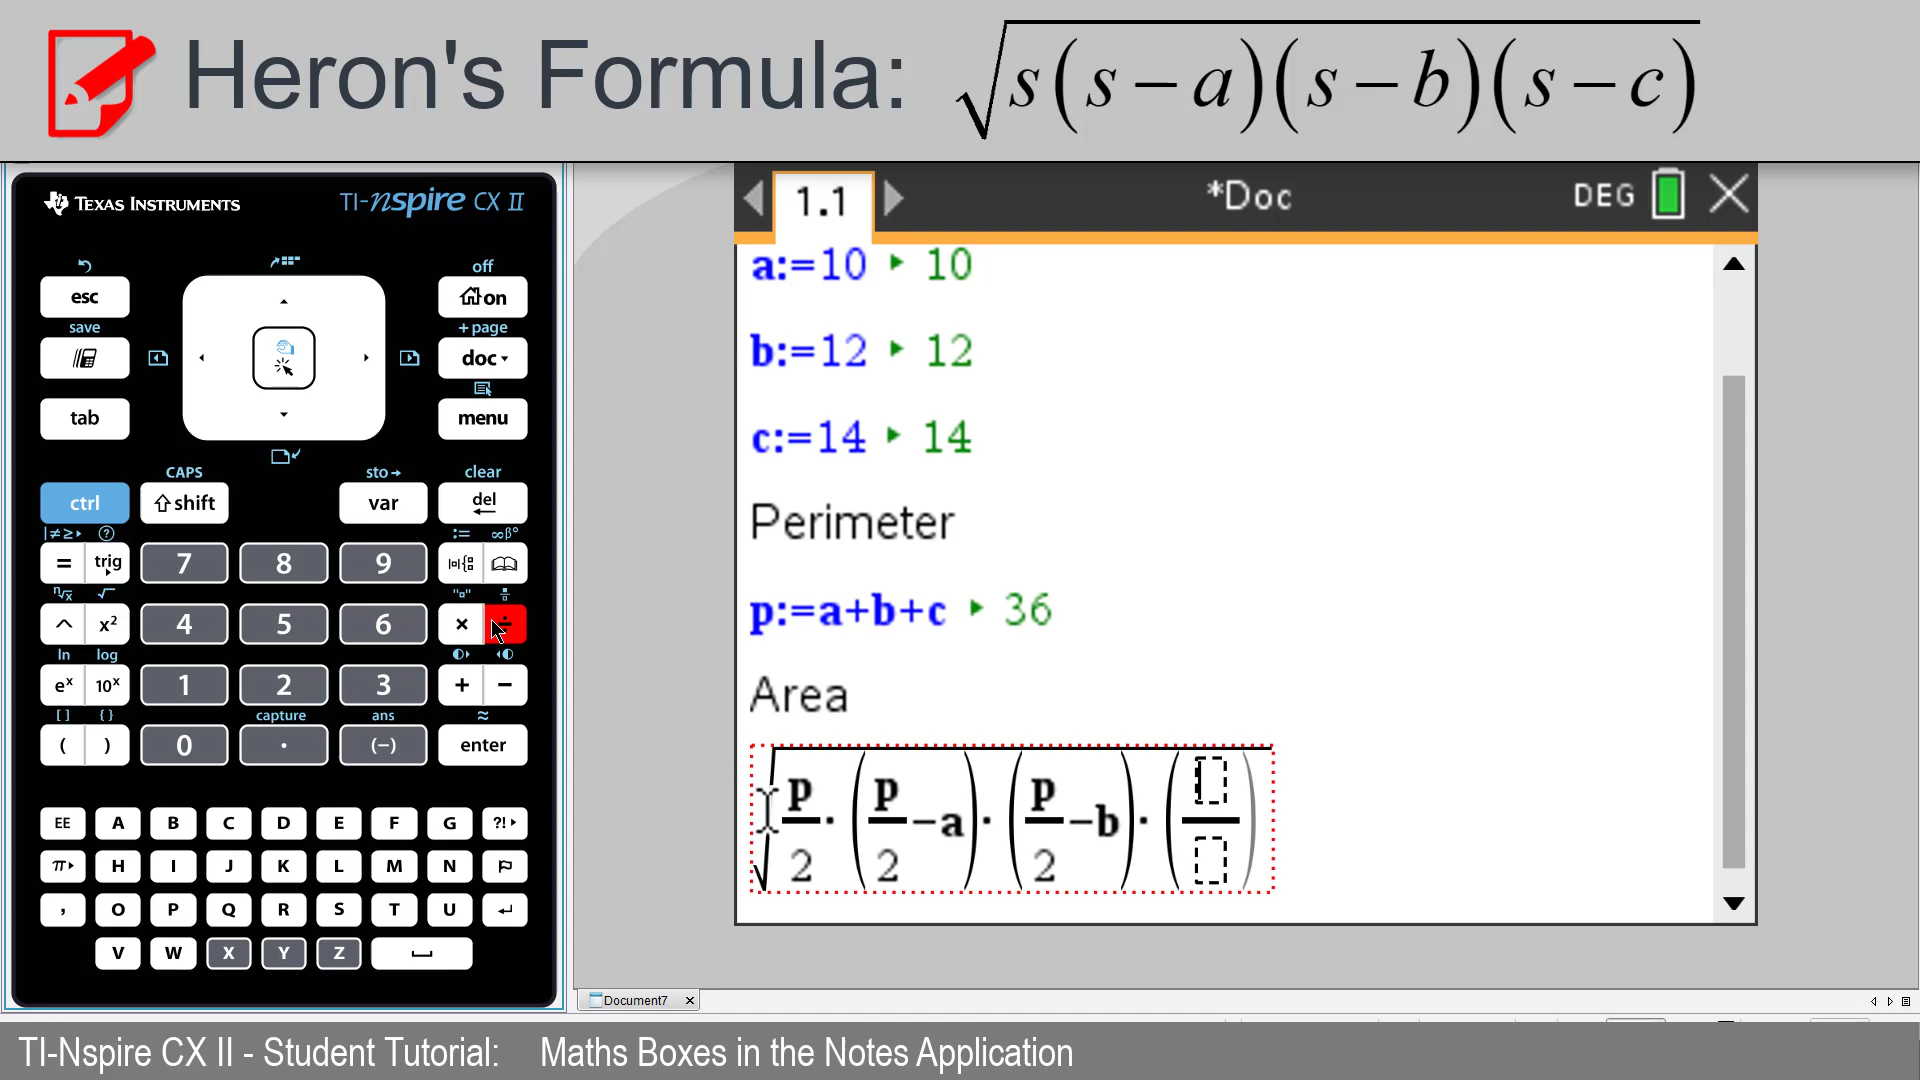 Heron's Formula: √s(s−a)(s−b)(s−c)
TEXAS INSTRUMENTS TI-nspire CX II
off
esc on
save + page
doc
tab menu
CAPS sto→ clear
ctrl shift var del
|≠≥▸ ? := ∞β°
= trig 7 8 9
ⁿ√x √ "▫"
^ x² 4 5 6 × ÷
ln log
eˣ 10ˣ 1 2 3 + −
[ ] { } capture ans ≈
( ) 0 . (−) enter
EE A B C D E F G ?!▸
π▸ H I J K L M N
, O P Q R S T U ↵
V W X Y Z
1.1 *Doc DEG
a:=10 ▸ 10
b:=12 ▸ 12
c:=14 ▸ 14
Perimeter
p:=a+b+c ▸ 36
Area
√p/2·(p/2−a)·(p/2−b)·(▯/▯)
Document7
TI-Nspire CX II - Student Tutorial: Maths Boxes in the Notes Application